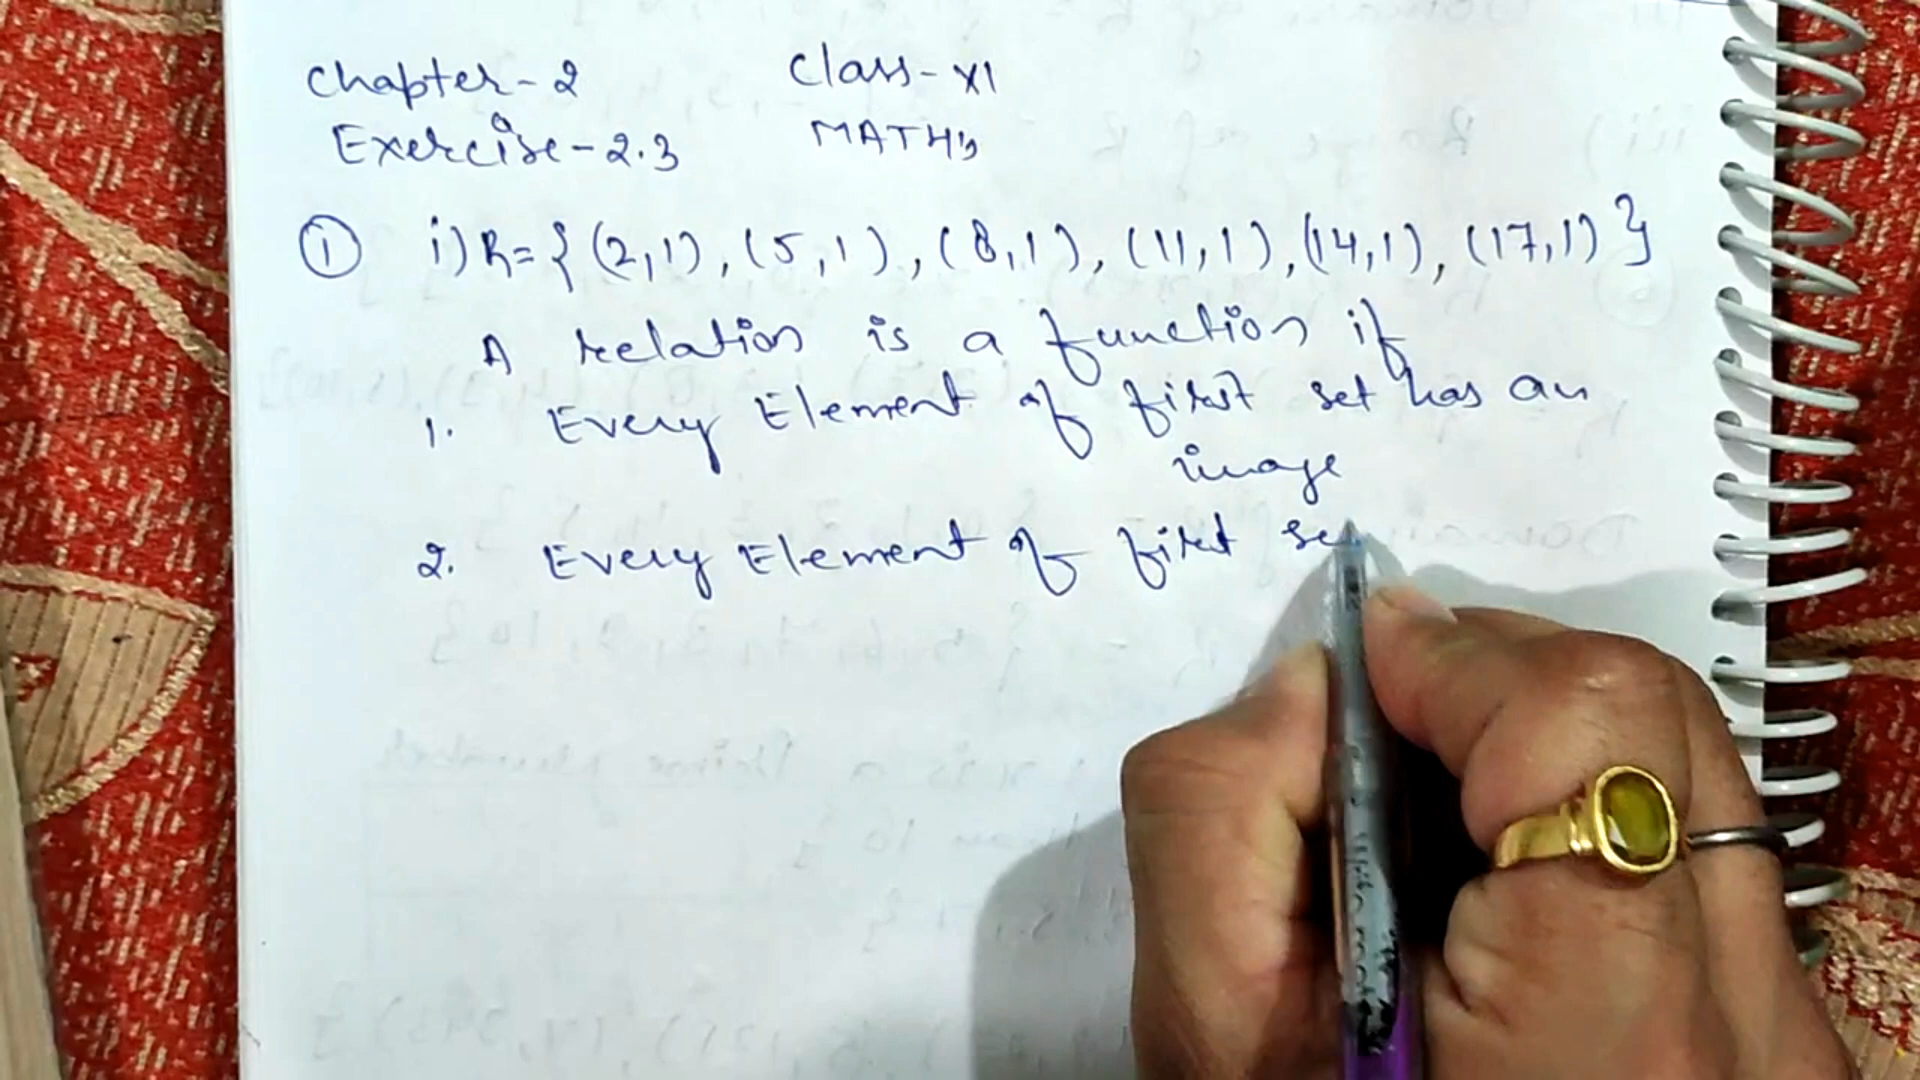 Chapter-2 Class-XI
Exercise-2.3 MATH's
① i) R= { (2,1), (5,1), (8,1), (11,1), (14,1), (17,1) }
A relation is a function if
1. Every Element of first set has an
image
2. Every Element of first se